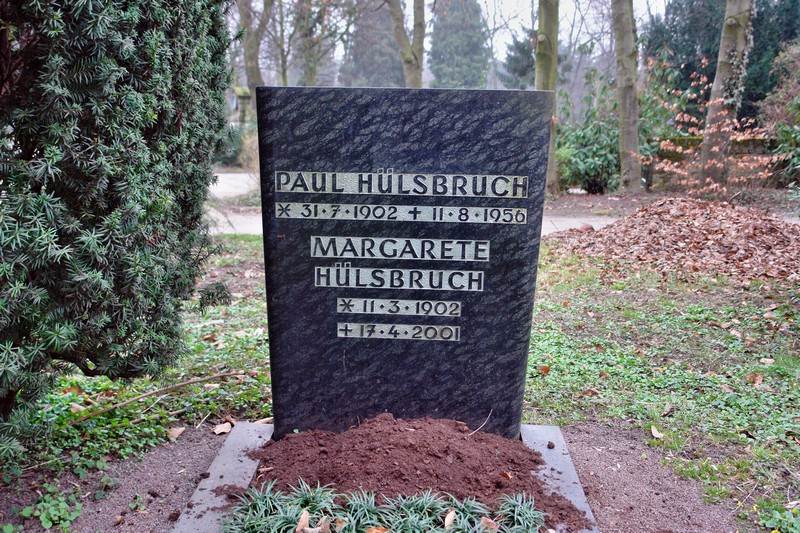 PAUL HÜLSBRUCH
* 31·7·1902 + 11·8·1956
MARGARETE
HÜLSBRUCH
* 11·3·1902
+ 17·4·2001